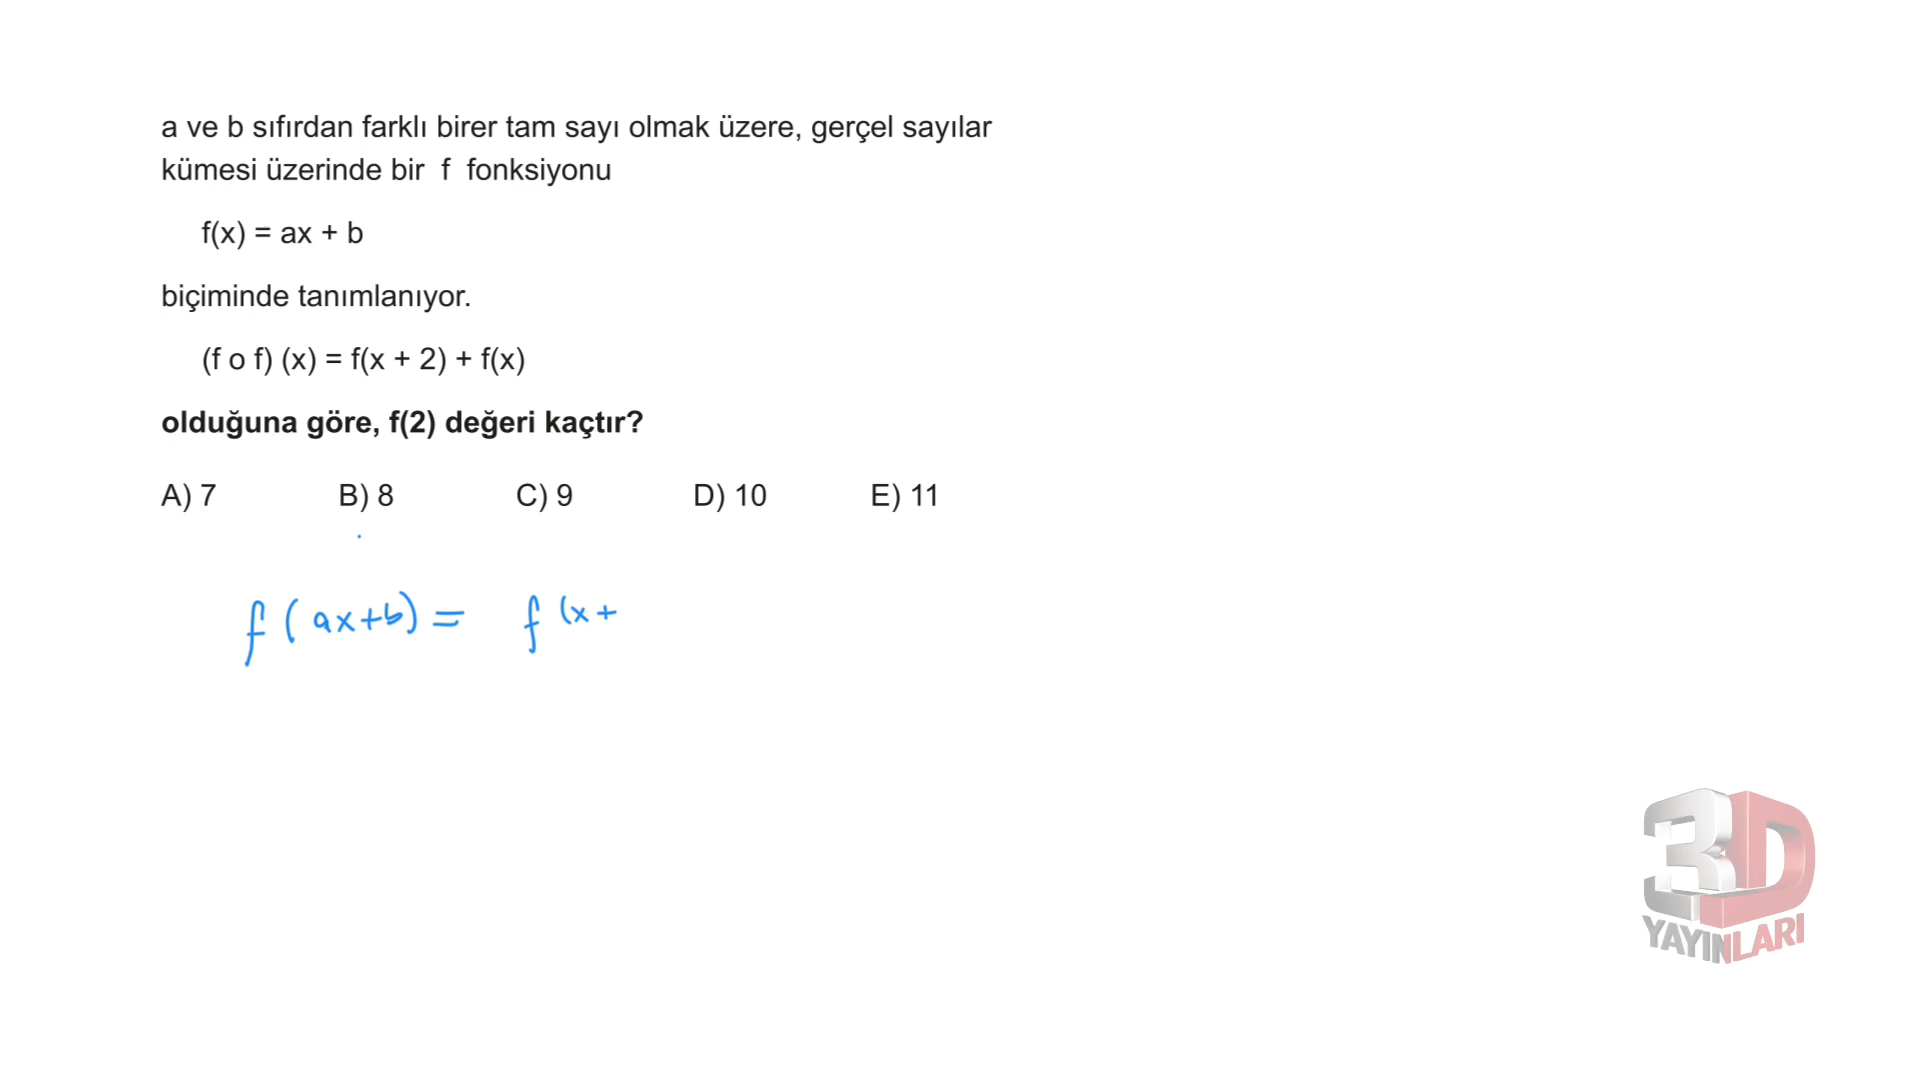 a ve b sıfırdan farklı birer tam sayı olmak üzere, gerçel sayılar
kümesi üzerinde bir f fonksiyonu
f(x) = ax + b
biçiminde tanımlanıyor.
(f o f) (x) = f(x + 2) + f(x)
olduğuna göre, f(2) değeri kaçtır?
A) 7 B) 8 C) 9 D) 10 E) 11
f(ax+b) = f(x+
3D
YAYINLARI